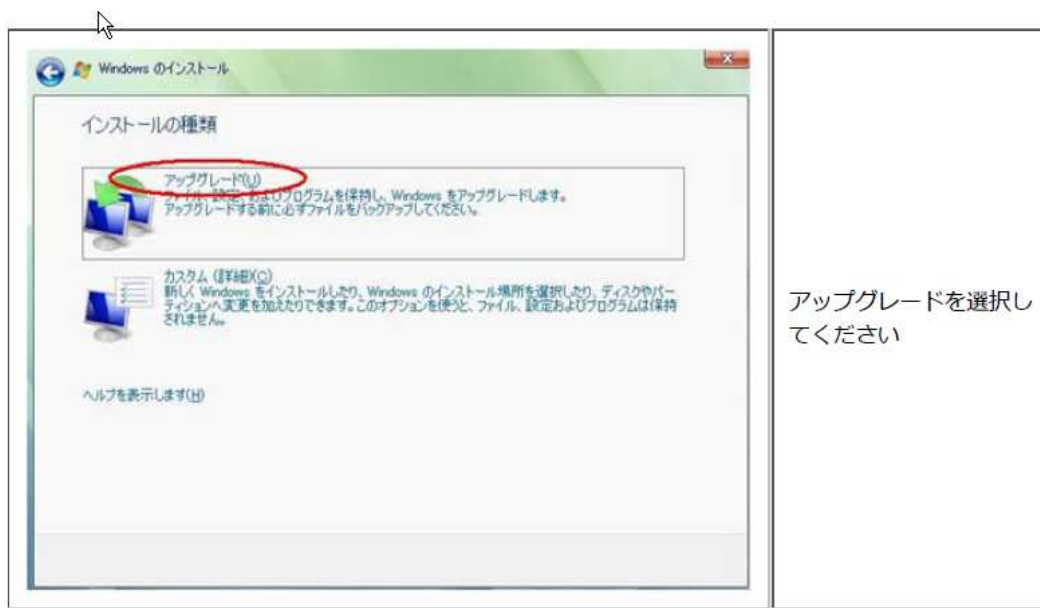 Windows のインストール
インストールの種類
アップグレード(U)
ファイル、設定、およびプログラムを保持し、Windows をアップグレードします。
アップグレードする前に必ずファイルをバックアップしてください。
カスタム (詳細)(C)
新しく Windows をインストールしたり、Windows のインストール場所を選択したり、ディスクやパー
ティションへ変更を加えたりできます。このオプションを使うと、ファイル、設定およびプログラムは保持
されません。
ヘルプを表示します(H)
アップグレードを選択し
てください